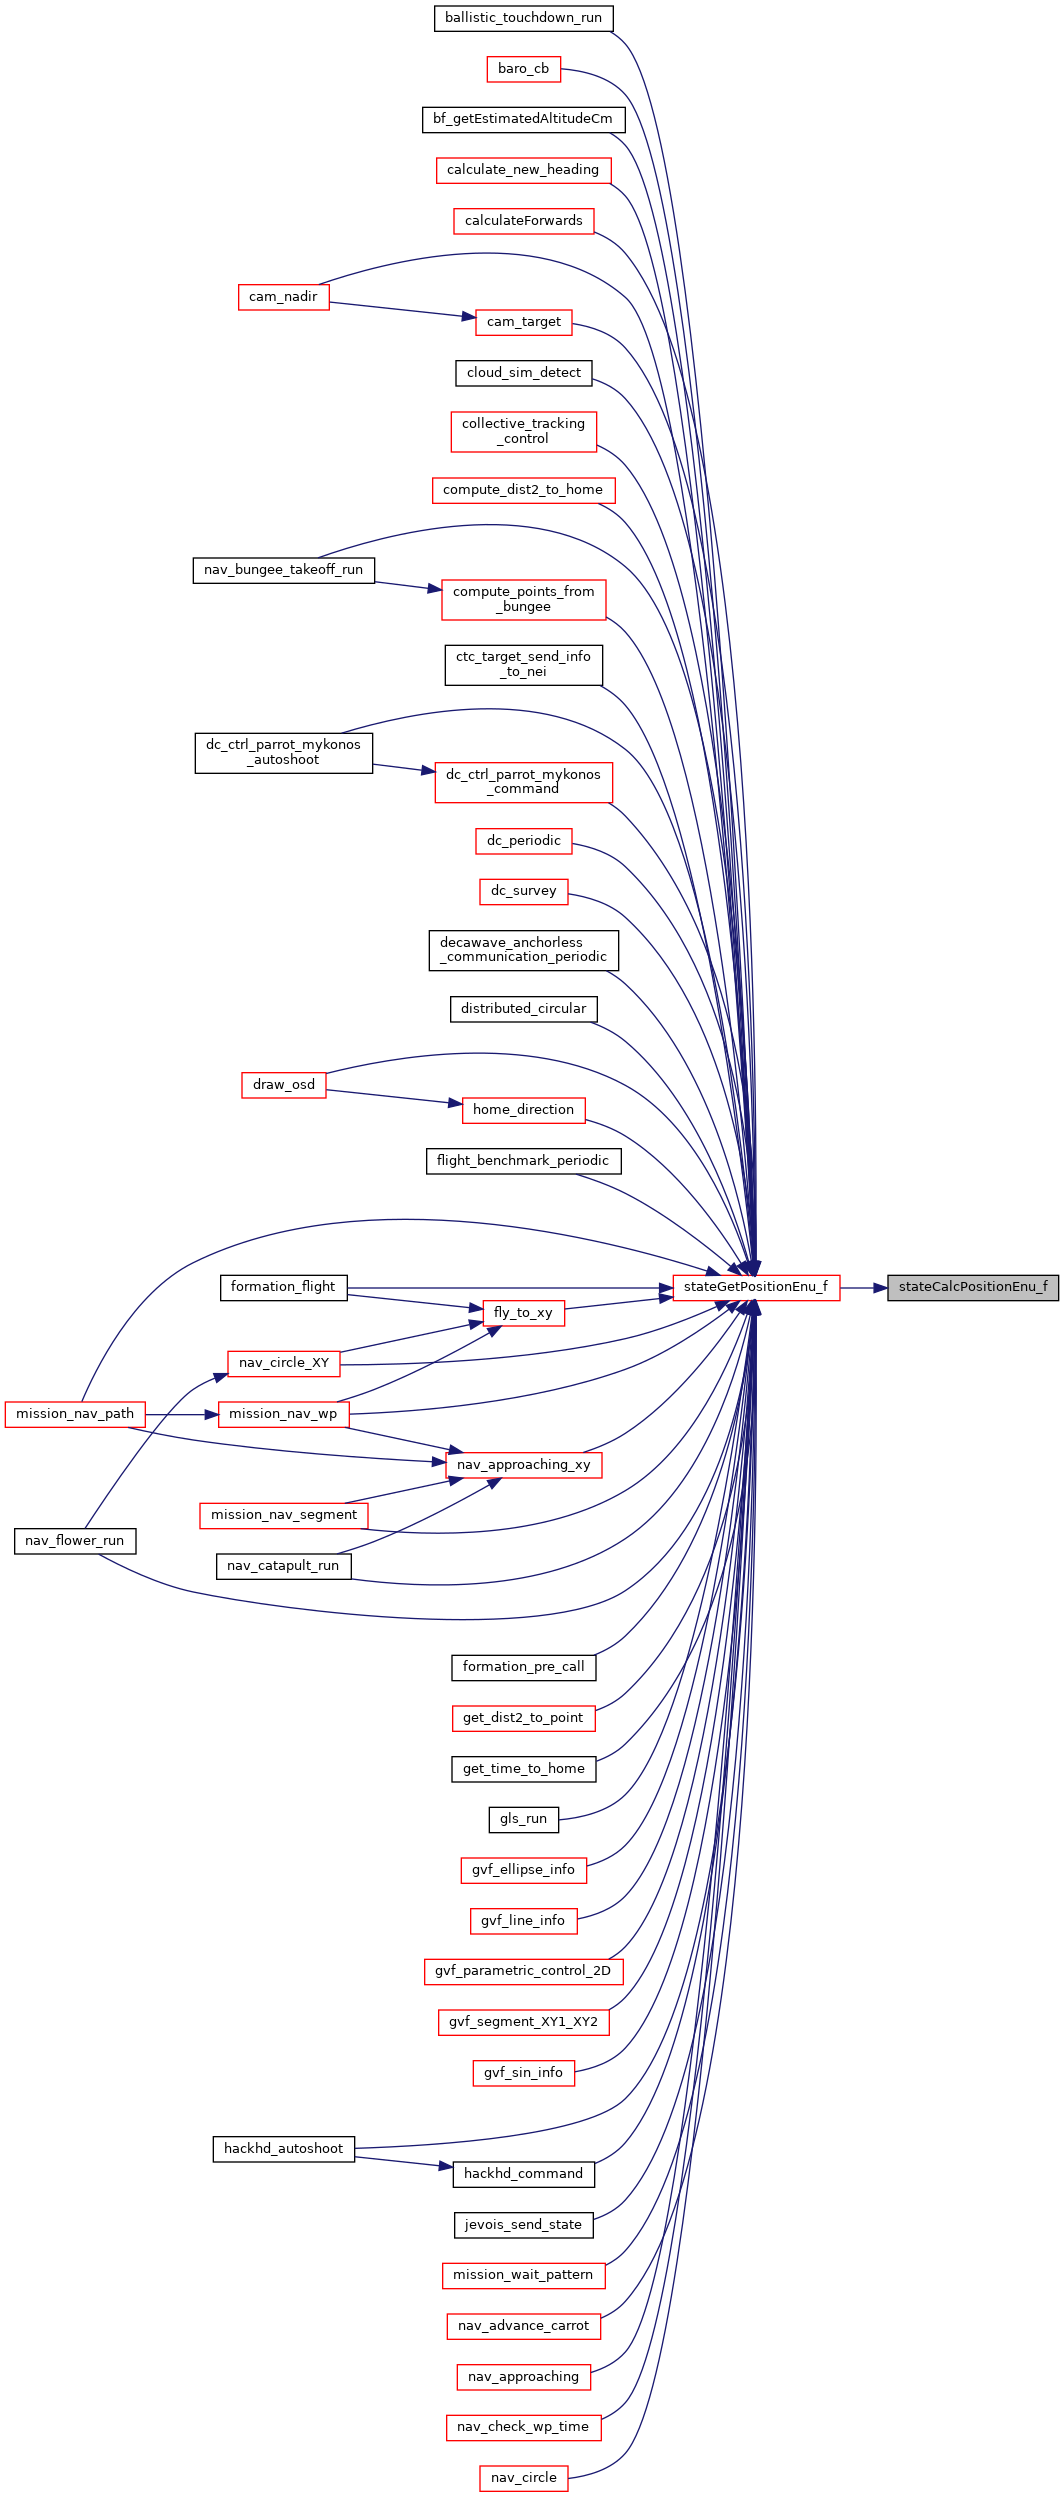 ballistic_touchdown_run
baro_cb
bf_getEstimatedAltitudeCm
calculate_new_heading
calculateForwards
cam_nadir
cam_target
cloud_sim_detect
collective_tracking
_control
compute_dist2_to_home
nav_bungee_takeoff_run
compute_points_from
_bungee
ctc_target_send_info
_to_nei
dc_ctrl_parrot_mykonos
_autoshoot
dc_ctrl_parrot_mykonos
_command
dc_periodic
dc_survey
decawave_anchorless
_communication_periodic
distributed_circular
draw_osd
home_direction
flight_benchmark_periodic
formation_flight
stateGetPositionEnu_f
stateCalcPositionEnu_f
fly_to_xy
nav_circle_XY
mission_nav_path
mission_nav_wp
nav_approaching_xy
mission_nav_segment
nav_flower_run
nav_catapult_run
formation_pre_call
get_dist2_to_point
get_time_to_home
gls_run
gvf_ellipse_info
gvf_line_info
gvf_parametric_control_2D
gvf_segment_XY1_XY2
gvf_sin_info
hackhd_autoshoot
hackhd_command
jevois_send_state
mission_wait_pattern
nav_advance_carrot
nav_approaching
nav_check_wp_time
nav_circle